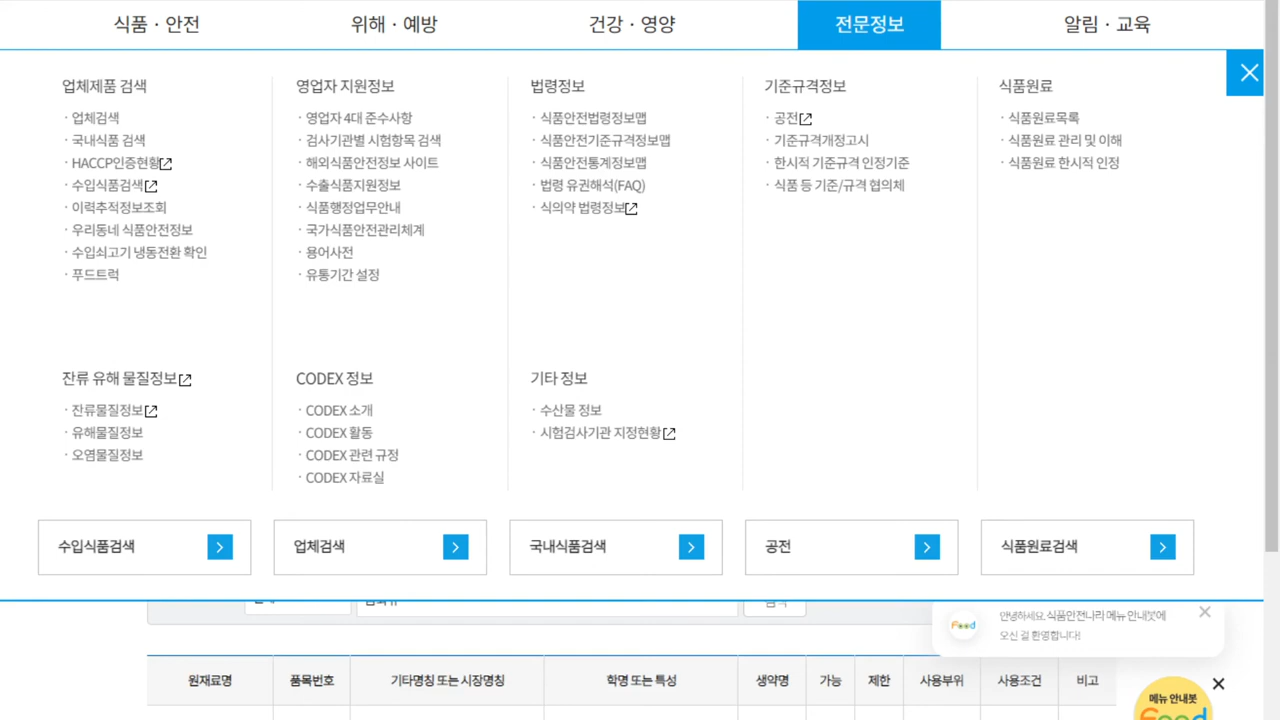 식품 · 안전
위해 · 예방
건강 · 영양
전문정보
알림 · 교육
업체제품 검색
· 업체검색
· 국내식품 검색
· HACCP인증현황
· 수입식품검색
· 이력추적정보조회
· 우리동네 식품안전정보
· 수입쇠고기 냉동전환 확인
· 푸드트럭
영업자 지원정보
· 영업자 4대 준수사항
· 검사기관별 시험항목 검색
· 해외식품안전정보 사이트
· 수출식품지원정보
· 식품행정업무안내
· 국가식품안전관리체계
· 용어사전
· 유통기간 설정
법령정보
· 식품안전법령정보맵
· 식품안전기준규격정보맵
· 식품안전통계정보맵
· 법령 유권해석(FAQ)
· 식의약 법령정보
기준규격정보
· 공전
· 기준규격개정고시
· 한시적 기준규격 인정기준
· 식품 등 기준/규격 협의체
식품원료
· 식품원료목록
· 식품원료 관리 및 이해
· 식품원료 한시적 인정
잔류 유해 물질정보
· 잔류물질정보
· 유해물질정보
· 오염물질정보
CODEX 정보
· CODEX 소개
· CODEX 활동
· CODEX 관련 규정
· CODEX 자료실
기타 정보
· 수산물 정보
· 시험검사기관 지정현황
수입식품검색
업체검색
국내식품검색
공전
식품원료검색
Food
안녕하세요. 식품안전나라 메뉴 안내봇에
오신 걸 환영합니다!
원재료명
품목번호
기타명칭 또는 시장명칭
학명 또는 특성
생약명
가능
제한
사용부위
사용조건
비고
메뉴 안내봇
Food